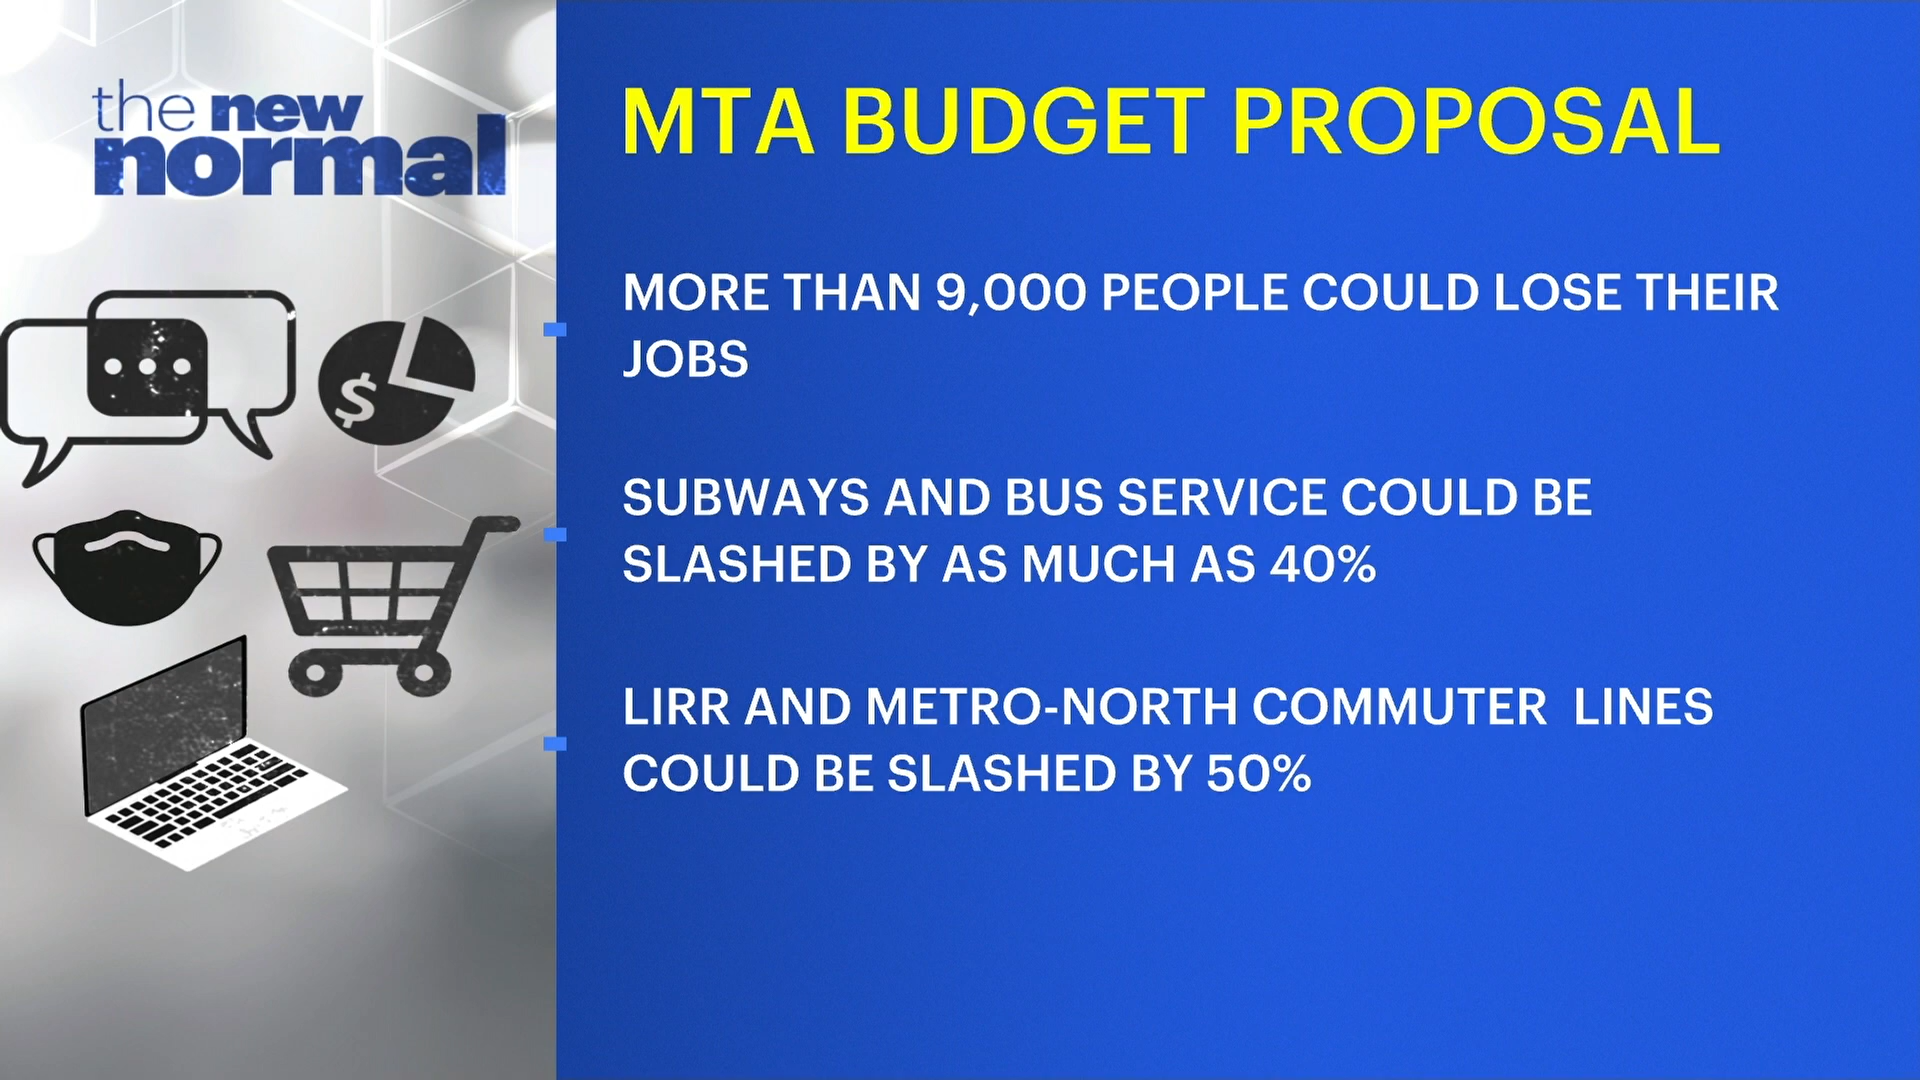 the new
normal
MTA BUDGET PROPOSAL
MORE THAN 9,000 PEOPLE COULD LOSE THEIR
JOBS
SUBWAYS AND BUS SERVICE COULD BE
SLASHED BY AS MUCH AS 40%
LIRR AND METRO-NORTH COMMUTER  LINES
COULD BE SLASHED BY 50%
$